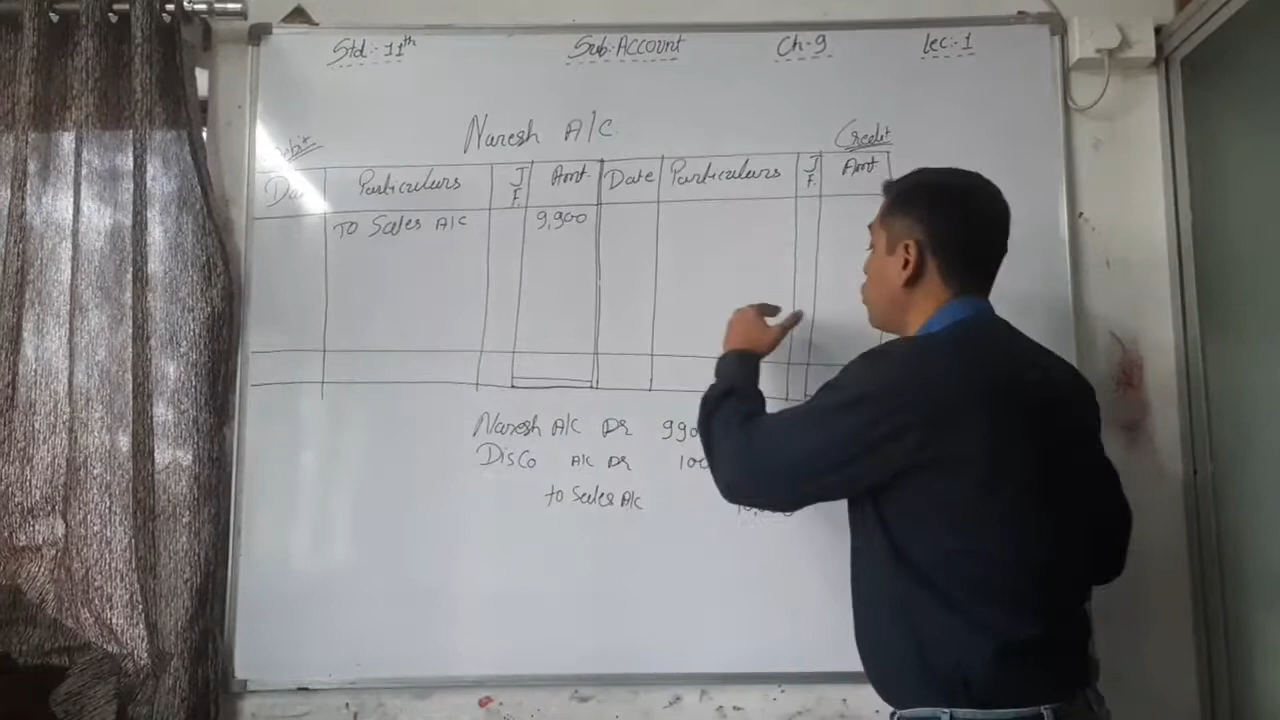 Std:-11th Sub:-Account Ch-9 Lec:-1
Naresh A/C.
Debit Credit
Particulars J F. Amt. Date Particulars J F. Amt
To Sales A/c 9,900
Naresh A/c Dr
DisCo A/c Dr
to Sales A/c